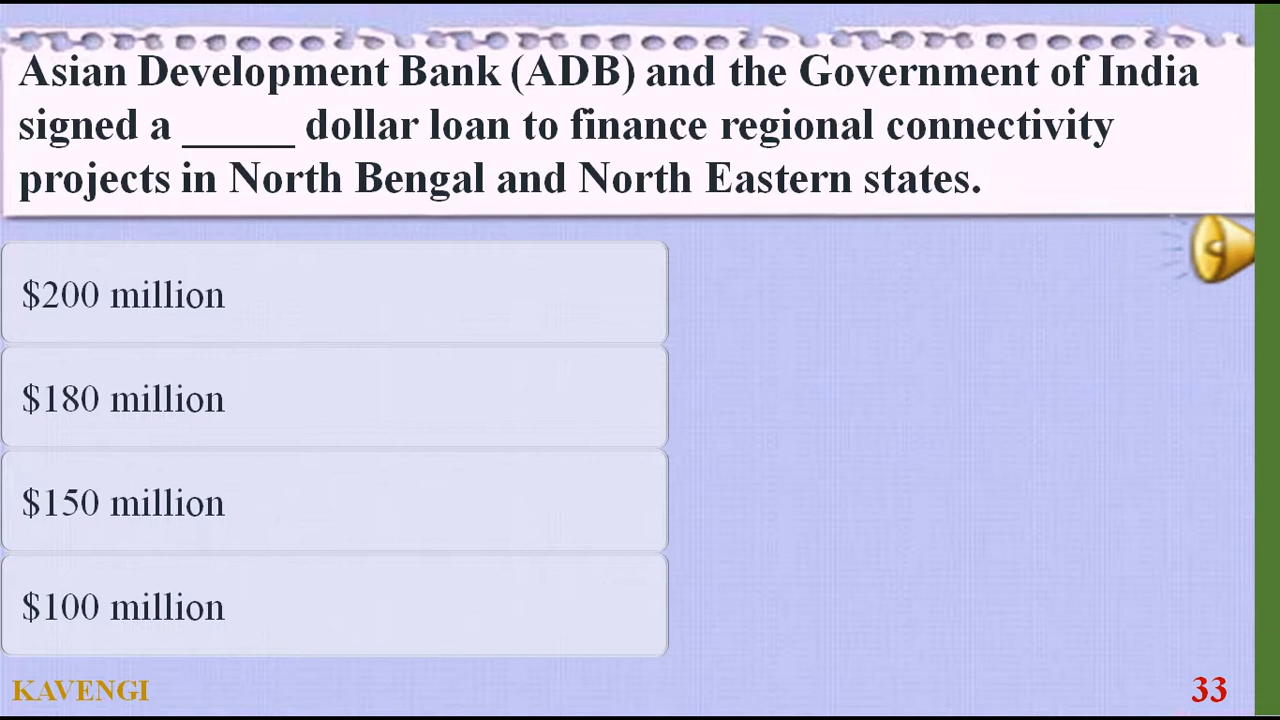 Asian Development Bank (ADB) and the Government of India
signed a ______ dollar loan to finance regional connectivity
projects in North Bengal and North Eastern states.
$200 million
$180 million
$150 million
$100 million
KAVENGI
33